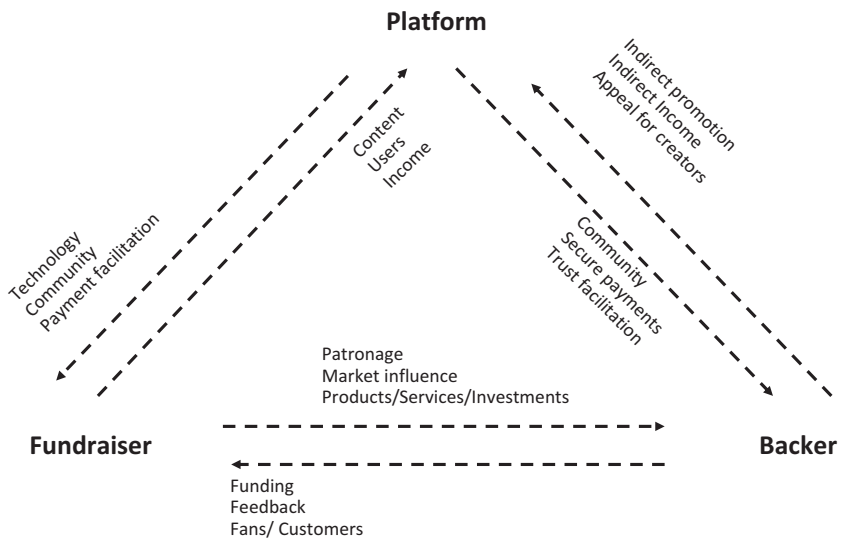 Platform
Indirect promotion
Indirect Income
Appeal for creators
Content
Users
Income
Technology
Community
Payment facilitation
Community
Secure payments
Trust facilitation
Patronage
Market influence
Products/Services/Investments
Fundraiser
Backer
Funding
Feedback
Fans/ Customers